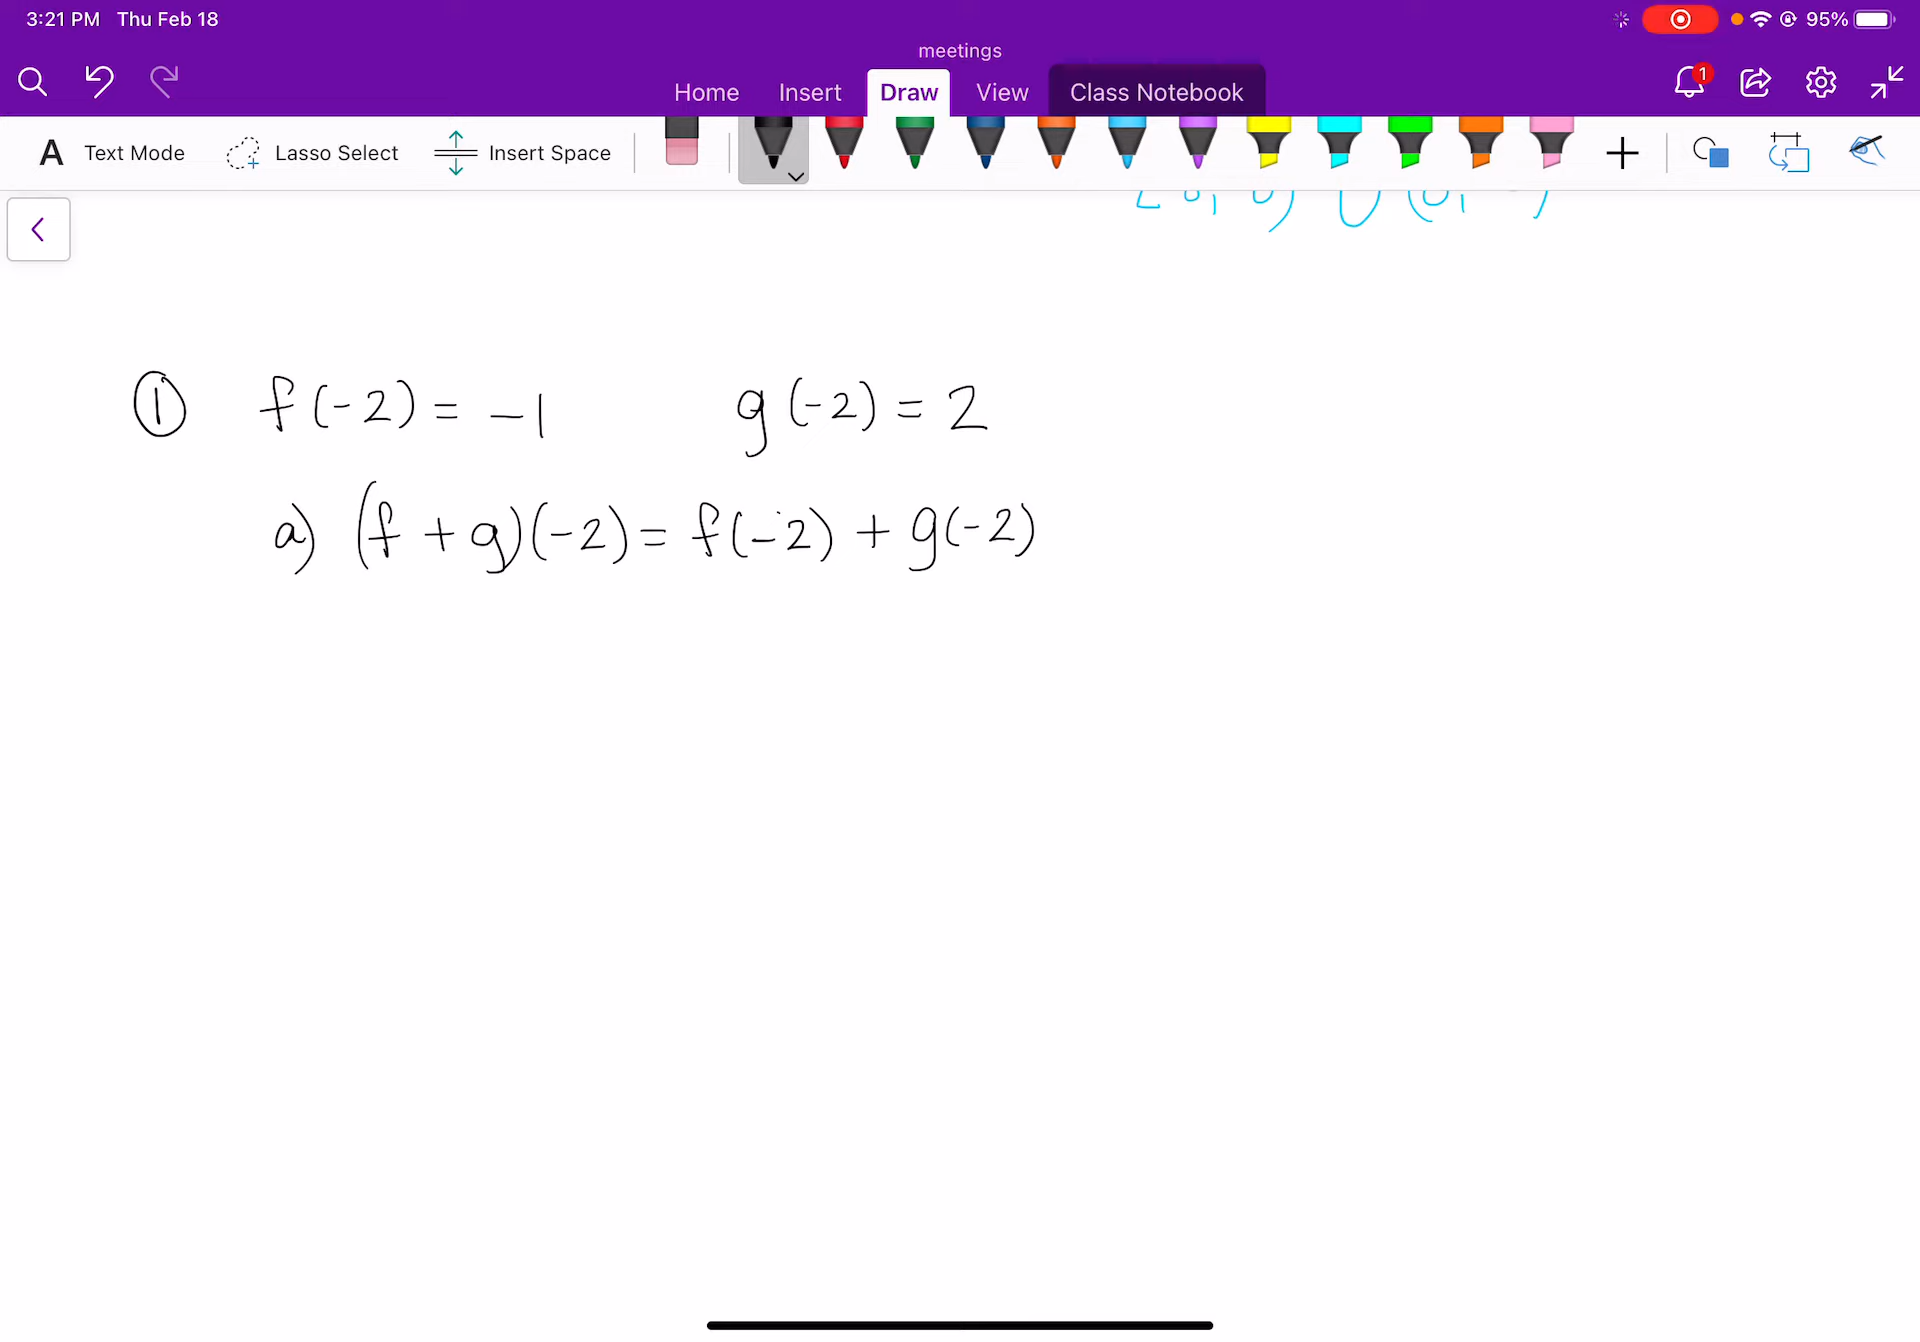 3:21 PM Thu Feb 18
95%
meetings
Home Insert Draw View Class Notebook
1
A Text Mode Lasso Select Insert Space
① f(-2) = -1 g(-2) = 2
a) (f + g)(-2) = f(-2) + g(-2)